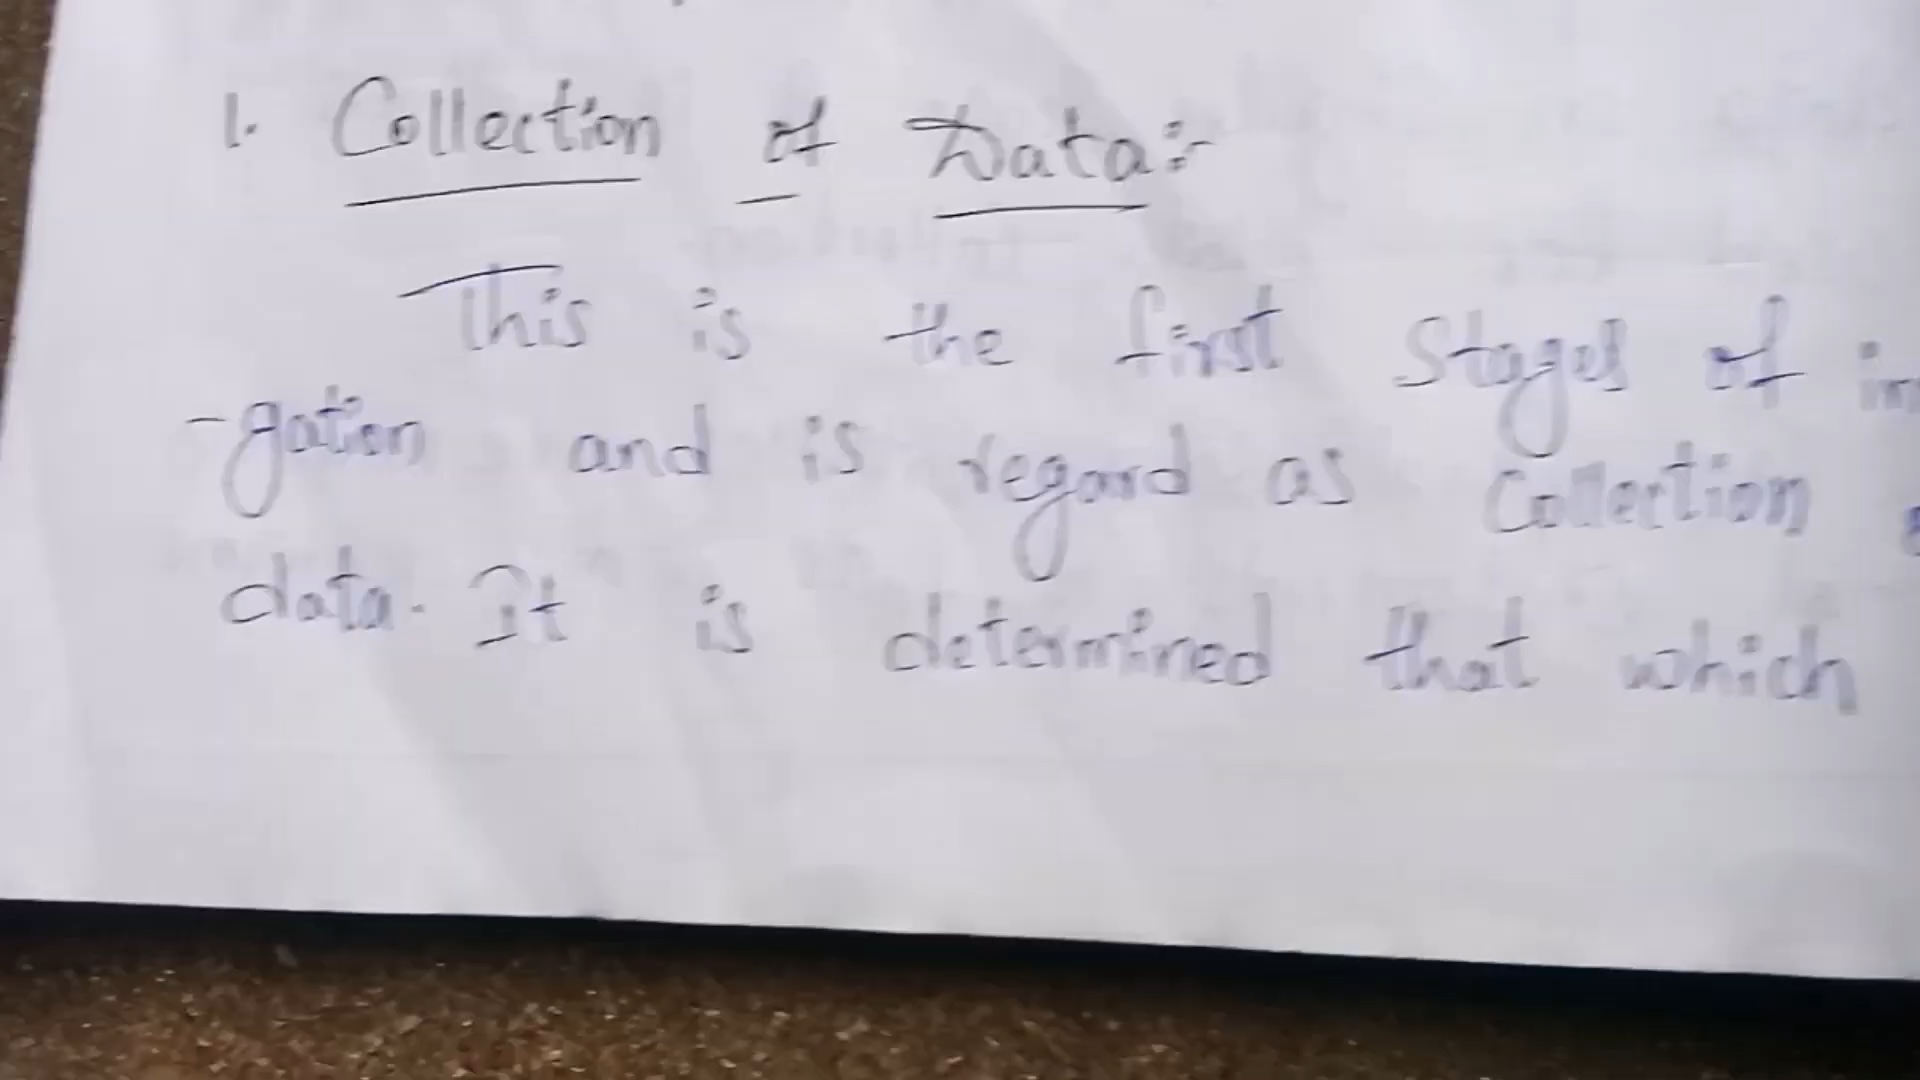 1. Collection of Data:-
This is the first Stages of in
-gation and is regard as Collection
data. It is determined that which